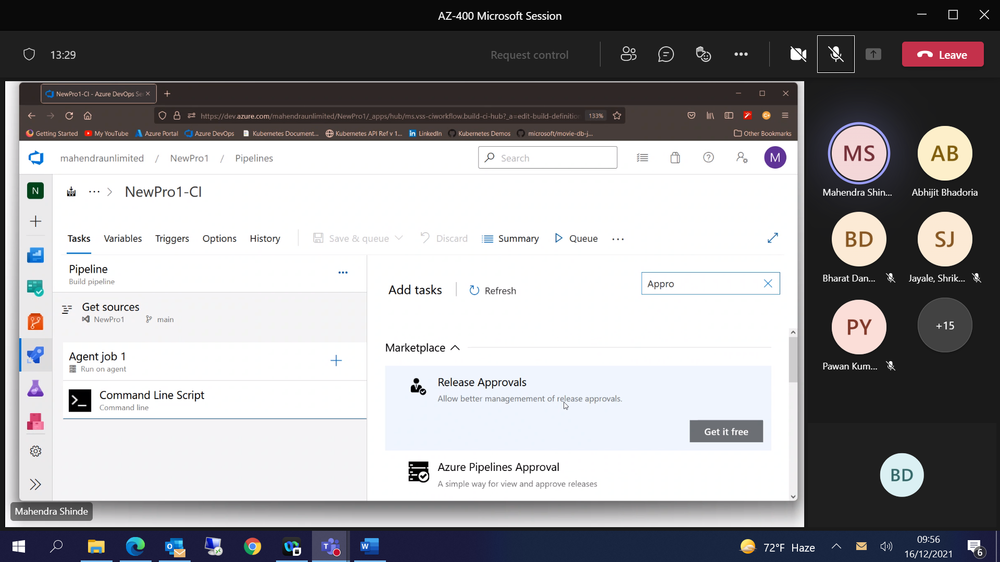 AZ-400 Microsoft Session
13:29
Request control
Leave
NewPro1-CI - Azure DevOps Se
https://dev.azure.com/mahendraunlimited/NewPro1/_apps/hub/ms.vss-ciworkflow.build-ci-hub?_a=edit-build-definition
133%
Getting Started
My YouTube
Azure Portal
Azure DevOps
Kubernetes Document...
Kubernetes API Ref v 1...
LinkedIn
Kubernetes Demos
microsoft/movie-db-j...
Other Bookmarks
mahendraunlimited / NewPro1 / Pipelines
Search
M
N
... > NewPro1-CI
Tasks Variables Triggers Options History
Save & queue
Discard
Summary
Queue
...
Pipeline
Build pipeline
Get sources
NewPro1 main
Agent job 1
Run on agent
Command Line Script
Command line
Add tasks
Refresh
Appro
Marketplace
Release Approvals
Allow better managemement of release approvals.
Get it free
Azure Pipelines Approval
A simple way for view and approve releases
Mahendra Shinde
MS
Mahendra Shin...
AB
Abhijit Bhadoria
BD
Bharat Dan...
SJ
Jayale, Shrik...
PY
Pawan Kum...
+15
BD
72°F Haze
09:56
16/12/2021
6